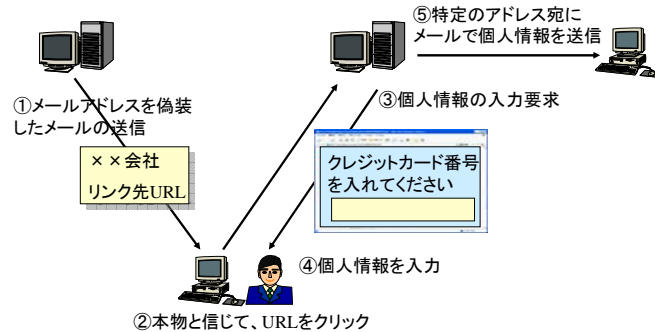 ⑤特定のアドレス宛に
メールで個人情報を送信
①メールアドレスを偽装
したメールの送信
③個人情報の入力要求
××会社
リンク先URL
クレジットカード番号
を入れてください
④個人情報を入力
②本物と信じて、URLをクリック